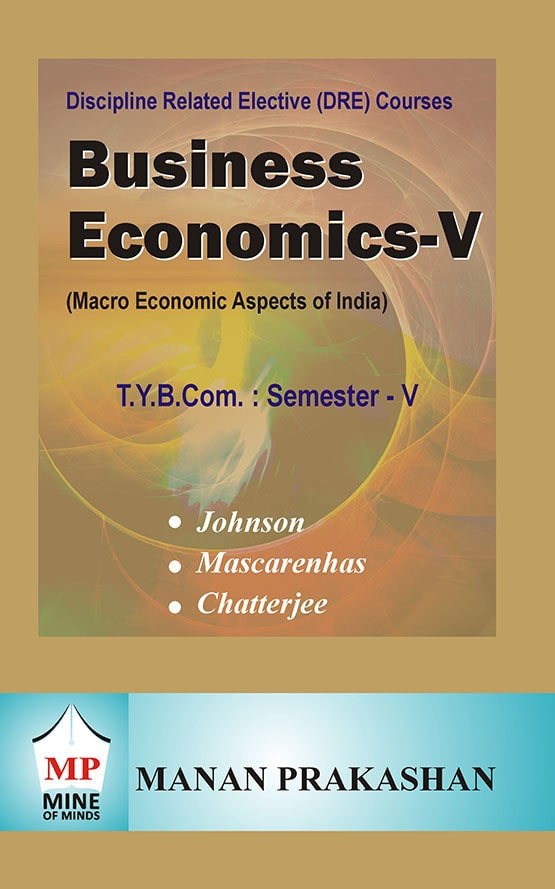 Discipline Related Elective (DRE) Courses
Business
Economics-V
(Macro Economic Aspects of India)
T.Y.B.Com. : Semester - V
• Johnson
• Mascarenhas
• Chatterjee
MP
MINE
OF MINDS
MANAN PRAKASHAN